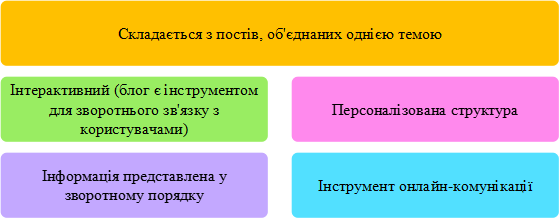 Складається з постів, об'єднаних однією темою
Інтерактивний (блог є інструментом
для зворотнього зв'язку з
користувачами)
Персоналізована структура
Інформація представлена у
зворотному порядку
Інструмент онлайн-комунікації